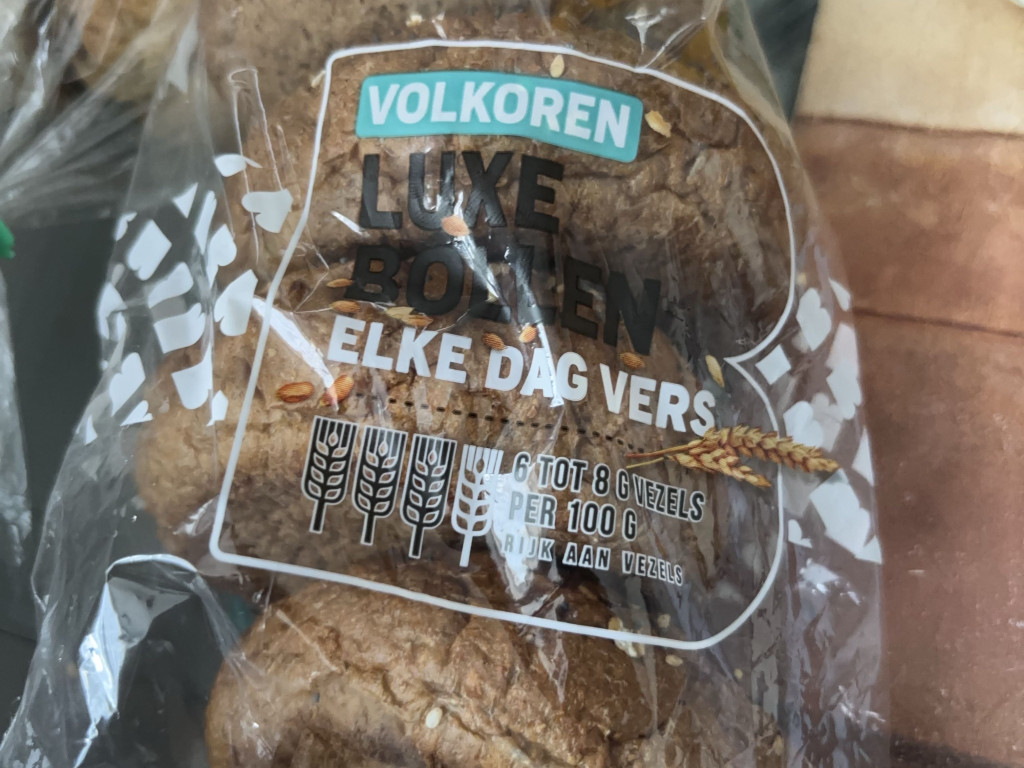 VOLKOREN
LUXE
BOLLEN
ELKE DAG VERS
6 TOT 8 G VEZELS
PER 100 G
RIJK AAN VEZELS